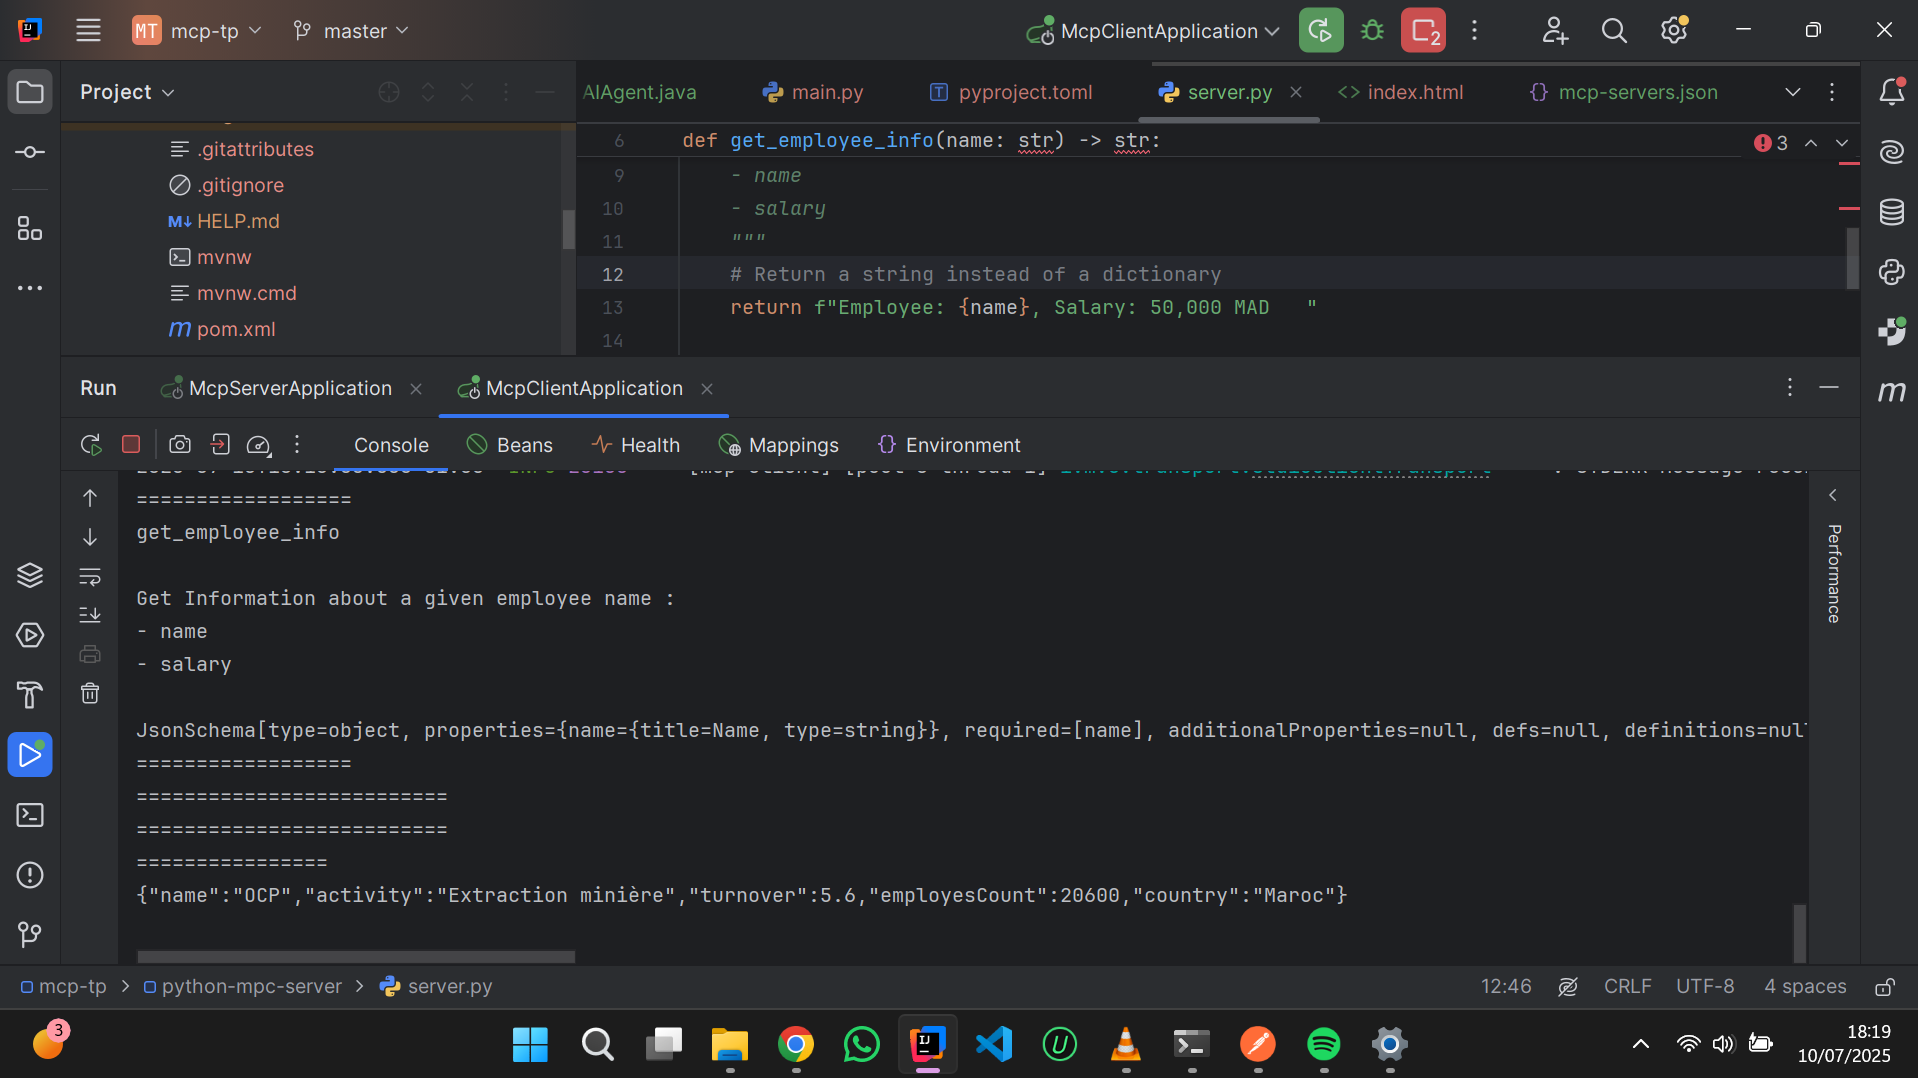 MT mcp-tp master McpClientApplication 2
Project
AIAgent.java main.py pyproject.toml server.py index.html mcp-servers.json
.gitattributes
.gitignore
HELP.md
mvnw
mvnw.cmd
pom.xml
6 def get_employee_info(name: str) -> str: 3
9 - name
10 - salary
11 """
12 # Return a string instead of a dictionary
13 return f"Employee: {name}, Salary: 50,000 MAD   "
14
Run McpServerApplication McpClientApplication
Console Beans Health Mappings Environment
==================
get_employee_info
Get Information about a given employee name :
- name
- salary
JsonSchema[type=object, properties={name={title=Name, type=string}}, required=[name], additionalProperties=null, defs=null, definitions=nul
==================
==========================
==========================
================
{"name":"OCP","activity":"Extraction minière","turnover":5.6,"employesCount":20600,"country":"Maroc"}
Performance
mcp-tp > python-mpc-server > server.py 12:46 CRLF UTF-8 4 spaces
3
18:19
10/07/2025